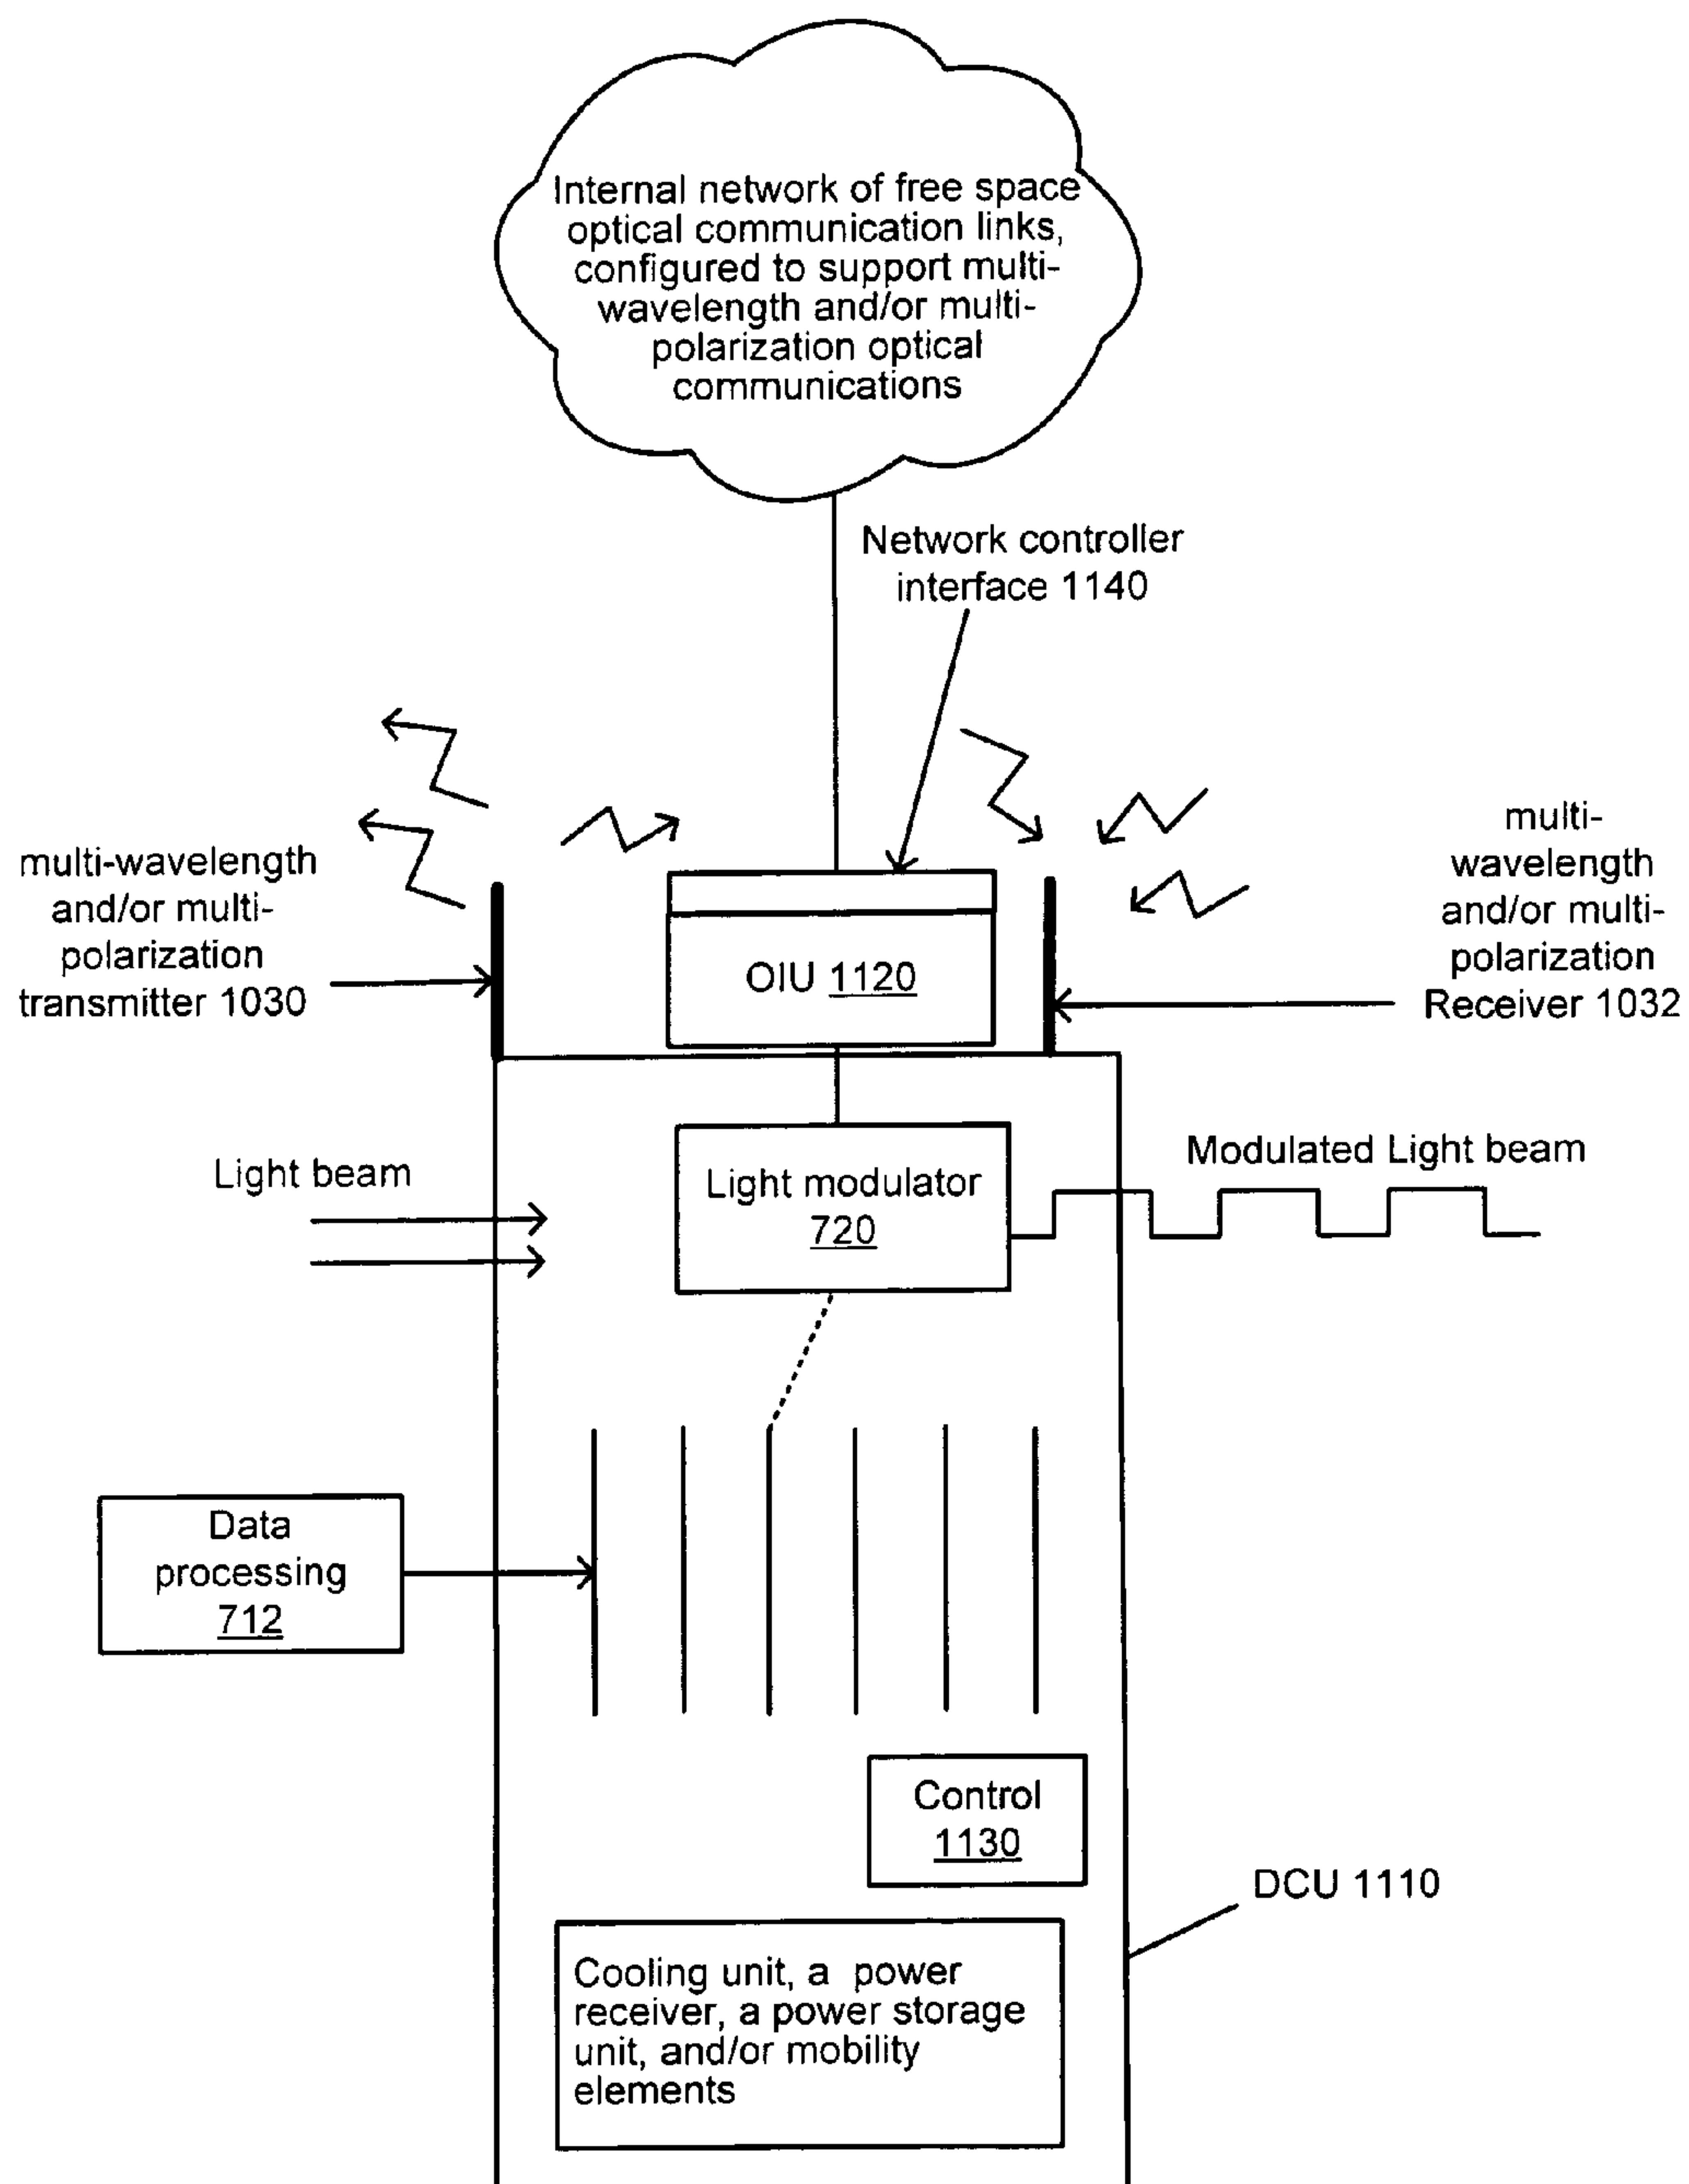 Internal network of free space
optical communication links,
configured to support multi-
wavelength and/or multi-
polarization optical
communications
Network controller
interface 1140
multi-wavelength
and/or multi-
polarization
transmitter 1030
multi-
wavelength
and/or multi-
polarization
Receiver 1032
OIU 1120
Light beam
Light modulator
720
Modulated Light beam
Data
processing
712
Control
1130
DCU 1110
Cooling unit, a power
receiver, a power storage
unit, and/or mobility
elements